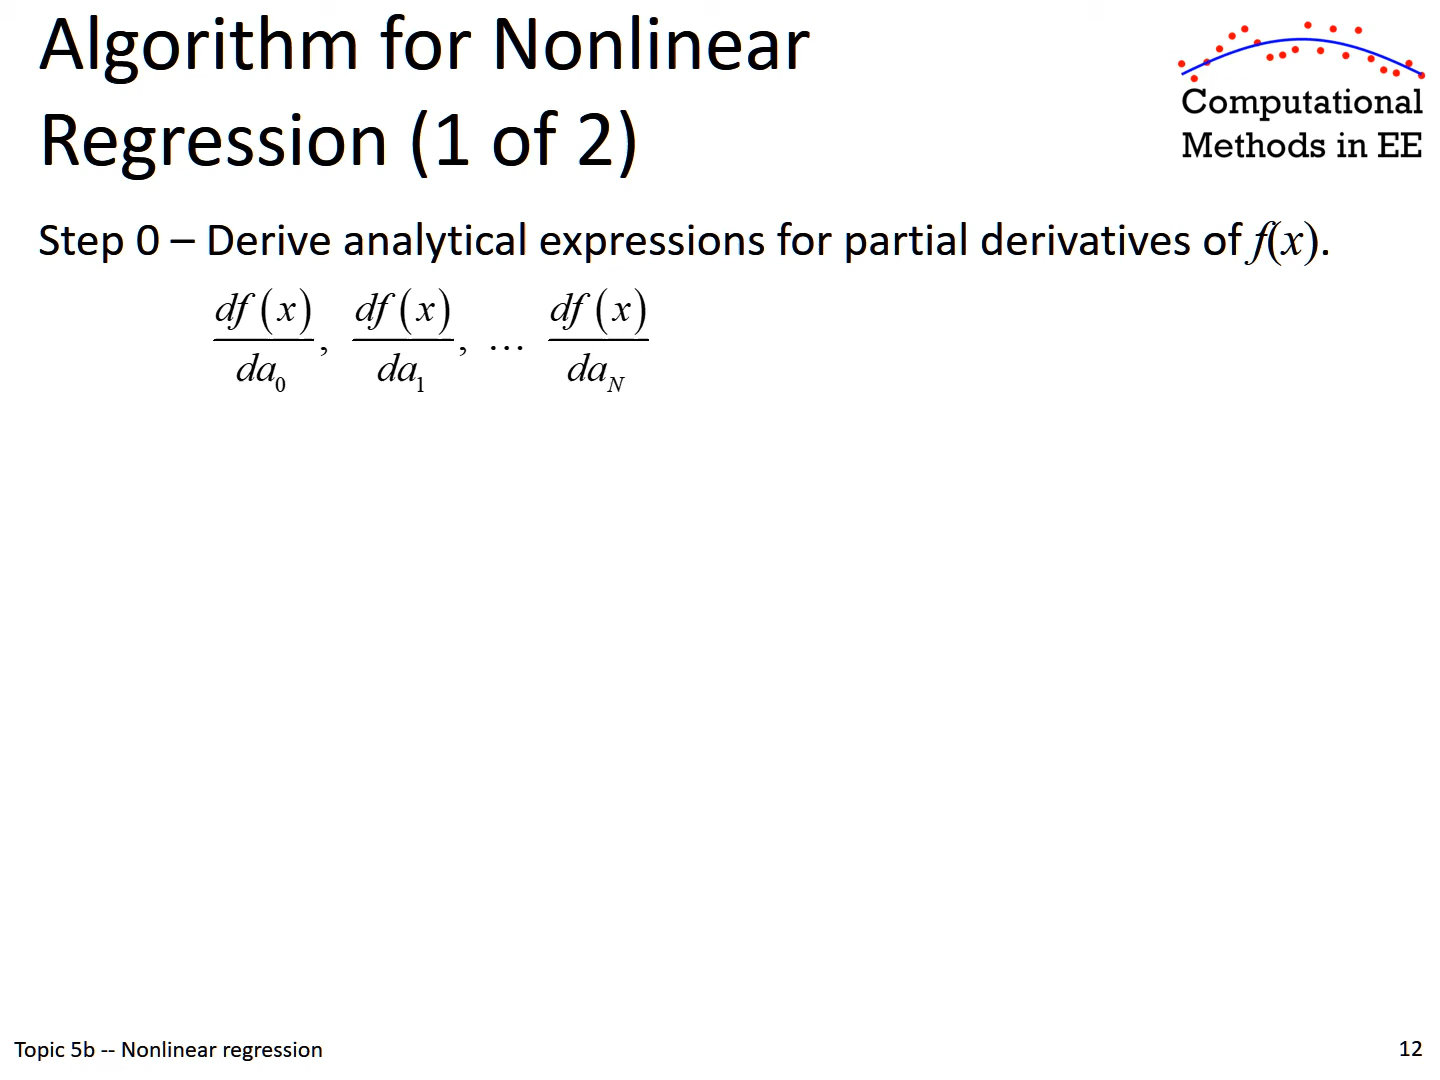 Algorithm for Nonlinear
Regression (1 of 2)
Computational
Methods in EE
Step 0 – Derive analytical expressions for partial derivatives of f(x).
df(x)/da₀, df(x)/da₁, … df(x)/da_N
Topic 5b -- Nonlinear regression
12